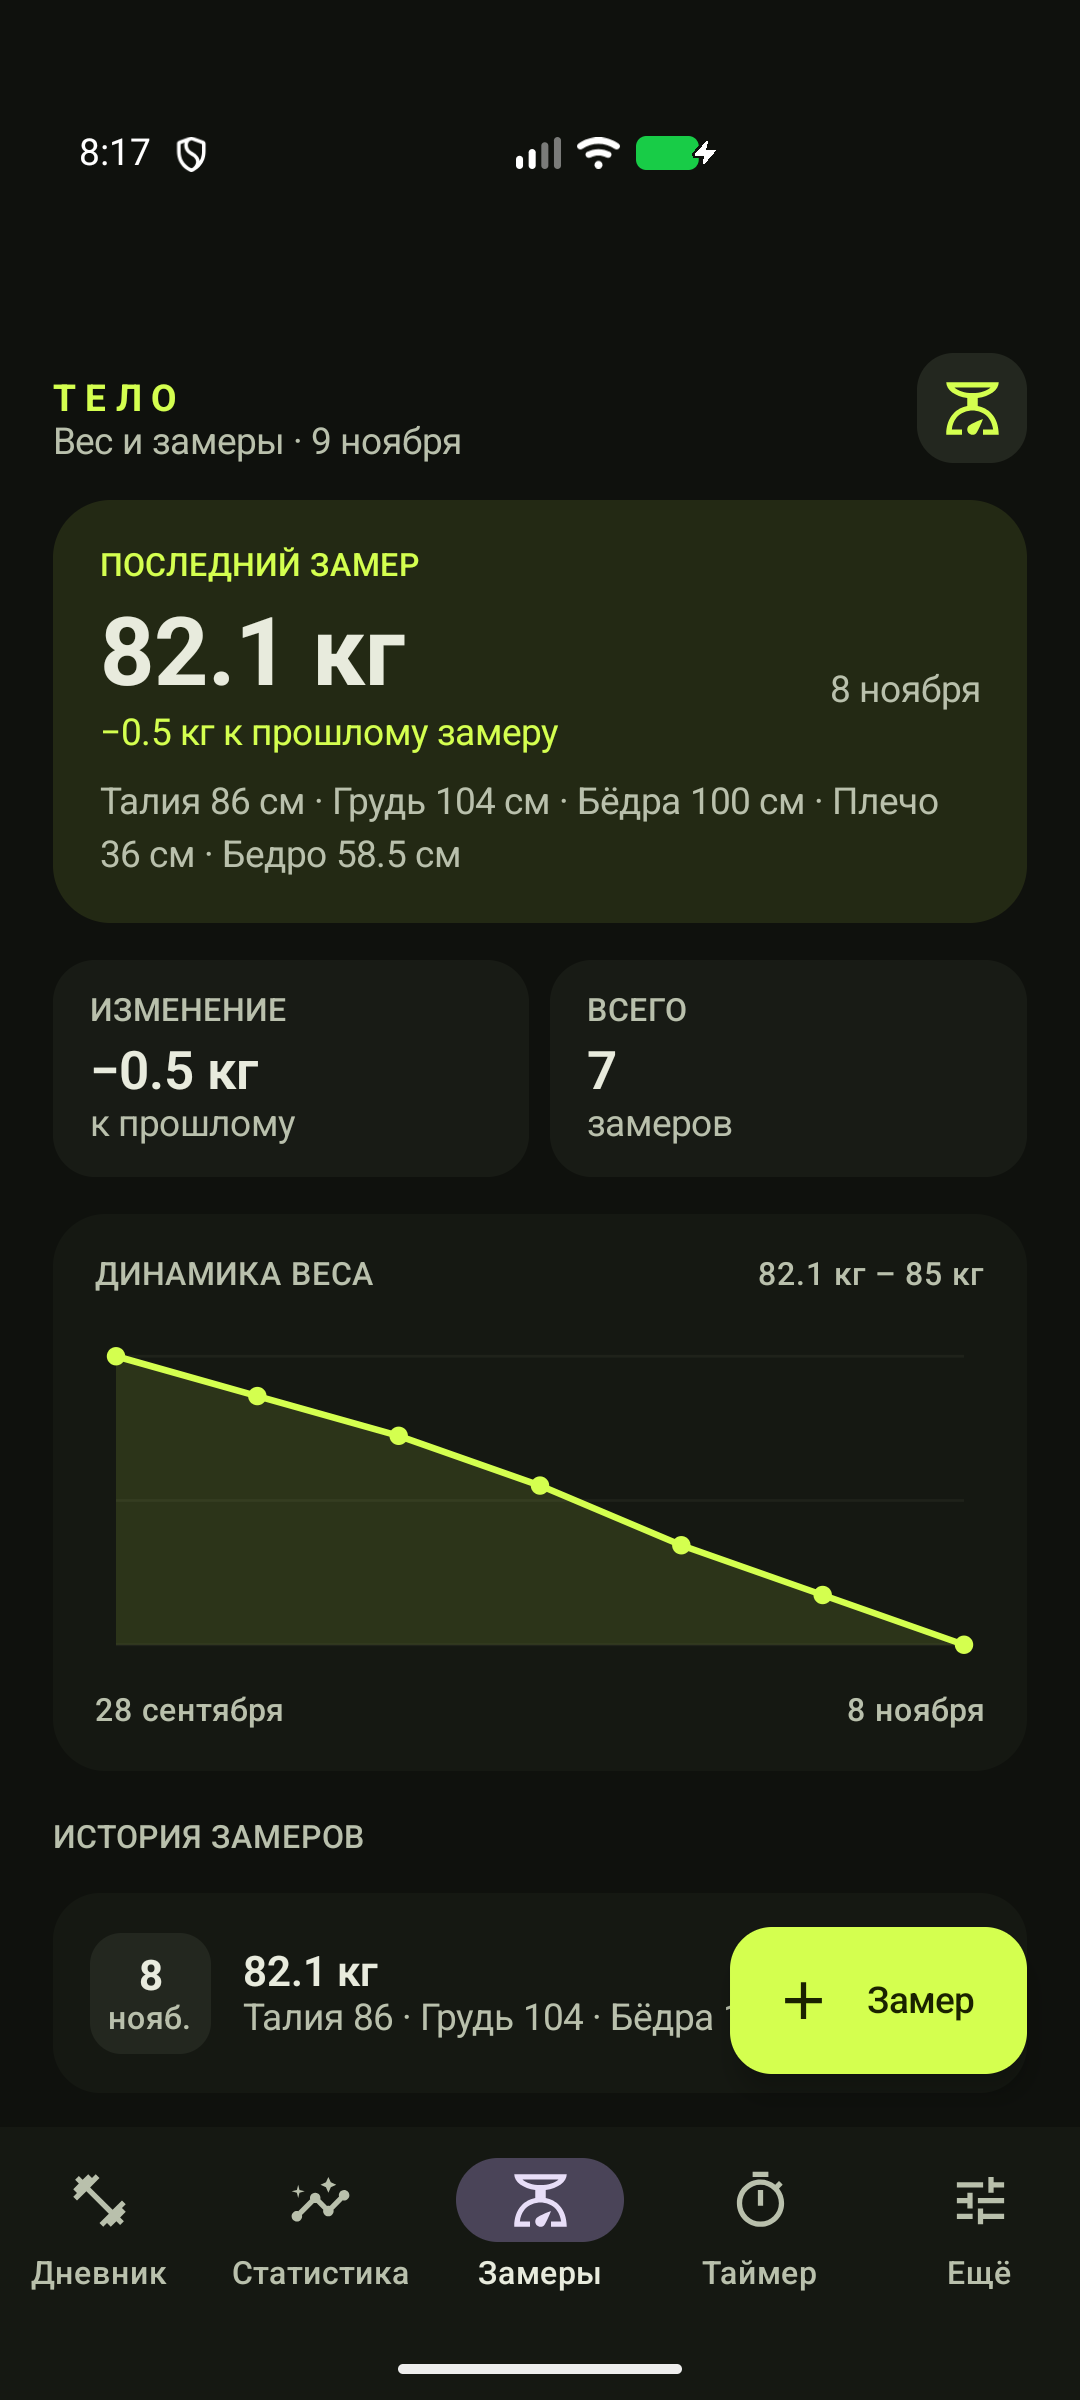 8:17
ТЕЛО
Вес и замеры · 9 ноября
ПОСЛЕДНИЙ ЗАМЕР
82.1 кг
8 ноября
−0.5 кг к прошлому замеру
Талия 86 см · Грудь 104 см · Бёдра 100 см · Плечо
36 см · Бедро 58.5 см
ИЗМЕНЕНИЕ
−0.5 кг
к прошлому
ВСЕГО
7
замеров
ДИНАМИКА ВЕСА
82.1 кг – 85 кг
28 сентября
8 ноября
ИСТОРИЯ ЗАМЕРОВ
8
нояб.
82.1 кг
Талия 86 · Грудь 104 · Бёдра
Замер
Дневник
Статистика
Замеры
Таймер
Ещё